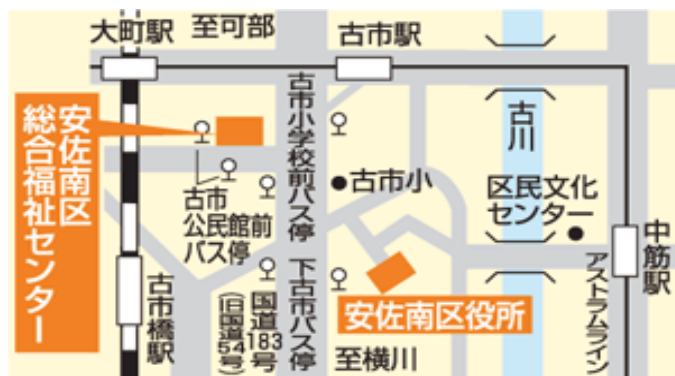 大町駅
至可部
古市駅
安佐南区
総合福祉センター
古市小学校前バス停
古川
古市小
古市
公民館前
バス停
区民文化
センター
中筋駅
アストラムライン
古市橋駅
国道183号
(旧国道54号)
下古市バス停
安佐南区役所
至横川